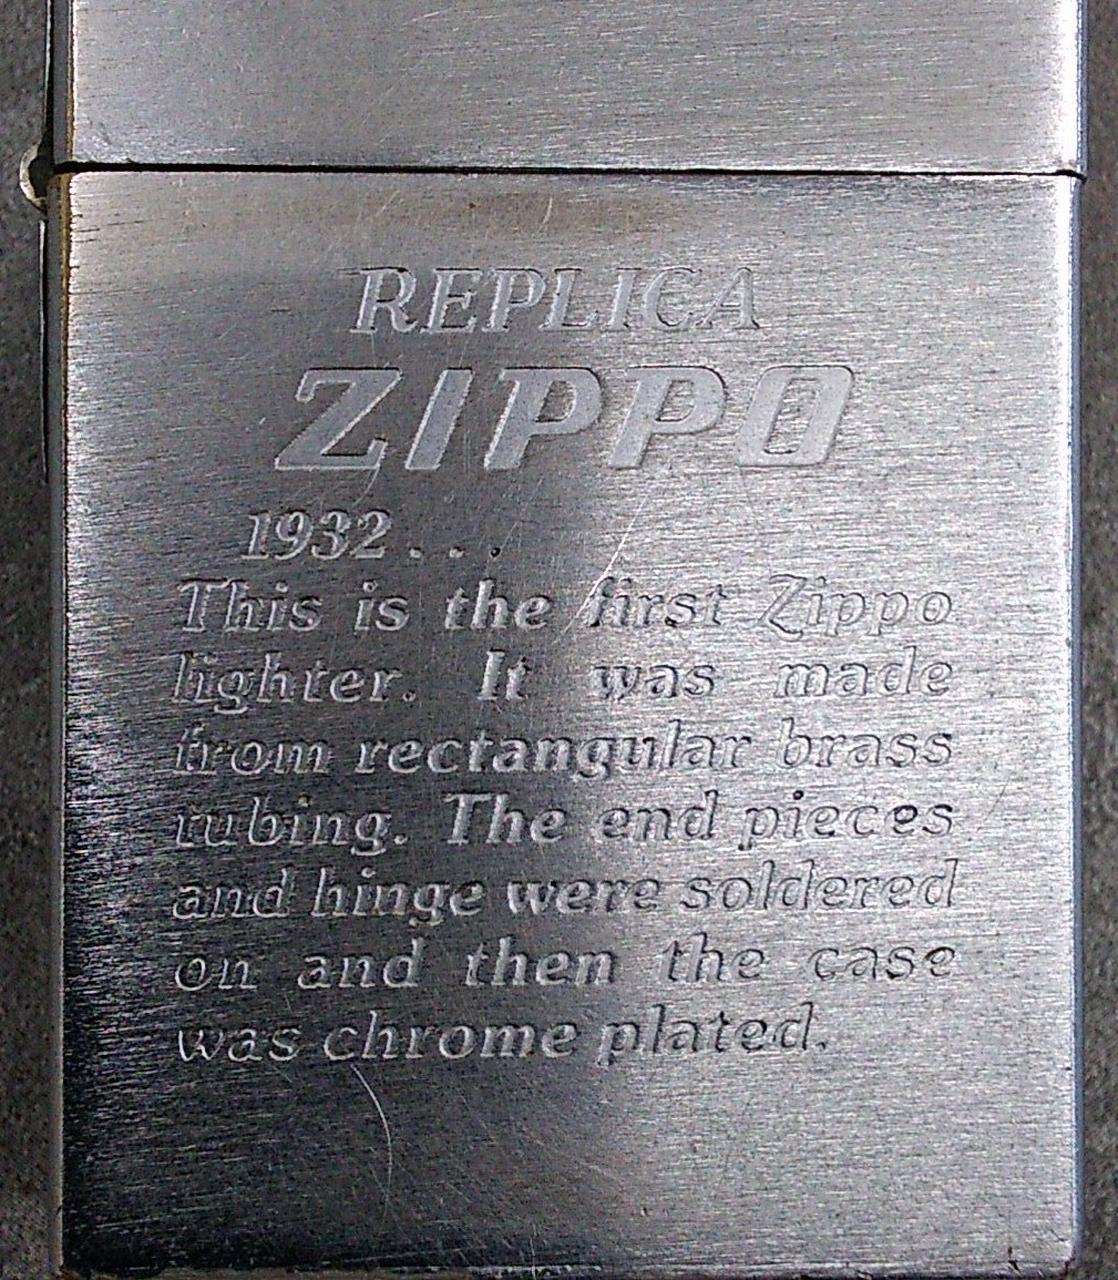 REPLICA
ZIPPO
1932...
This is the first Zippo
lighter. It was made
from rectangular brass
tubing. The end pieces
and hinge were soldered
on and then the case
was chrome plated.